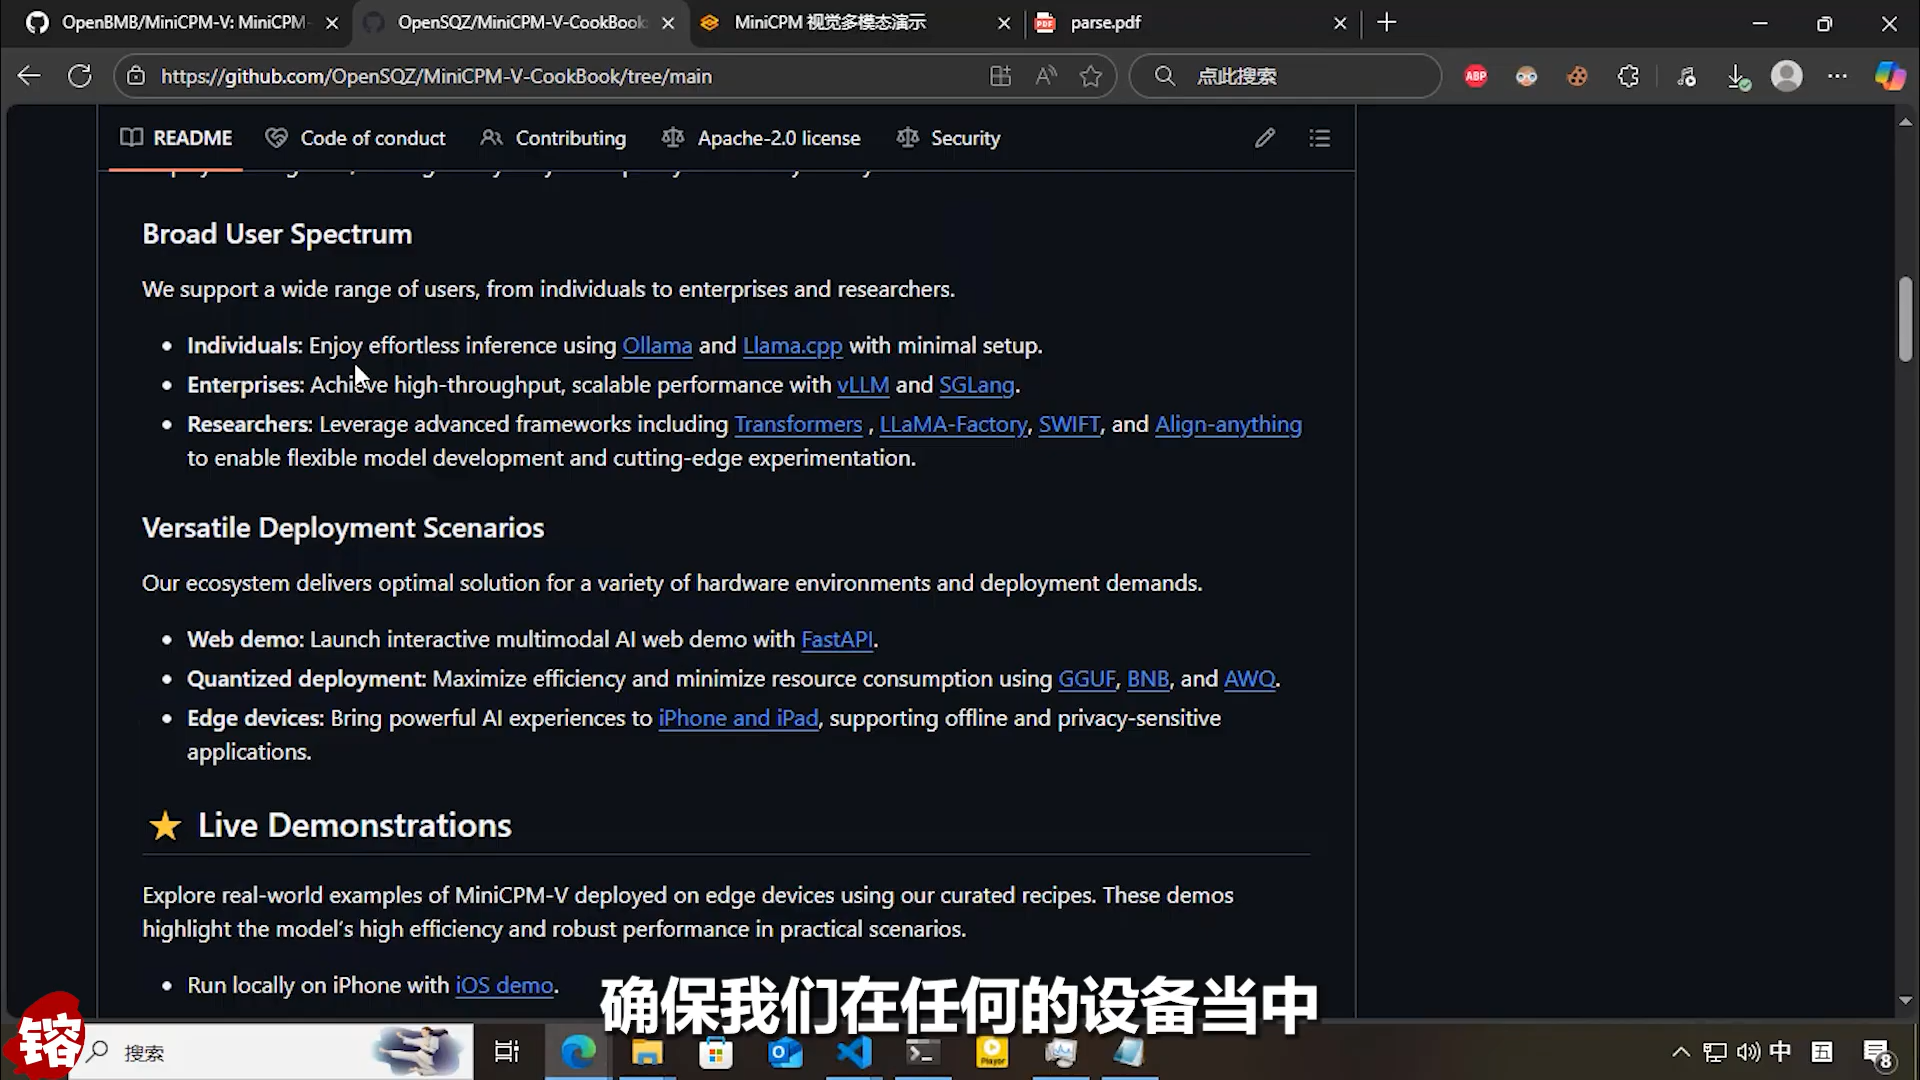 OpenBMB/MiniCPM-V: MiniCPM-
OpenSQZ/MiniCPM-V-CookBook:
MiniCPM 视觉多模态演示
parse.pdf
https://github.com/OpenSQZ/MiniCPM-V-CookBook/tree/main
点此搜索
ABP
README
Code of conduct
Contributing
Apache-2.0 license
Security
Broad User Spectrum
We support a wide range of users, from individuals to enterprises and researchers.
Individuals: Enjoy effortless inference using Ollama and Llama.cpp with minimal setup.
Enterprises: Achieve high-throughput, scalable performance with vLLM and SGLang.
Researchers: Leverage advanced frameworks including Transformers , LLaMA-Factory, SWIFT, and Align-anything
to enable flexible model development and cutting-edge experimentation.
Versatile Deployment Scenarios
Our ecosystem delivers optimal solution for a variety of hardware environments and deployment demands.
Web demo: Launch interactive multimodal AI web demo with FastAPI.
Quantized deployment: Maximize efficiency and minimize resource consumption using GGUF, BNB, and AWQ.
Edge devices: Bring powerful AI experiences to iPhone and iPad, supporting offline and privacy-sensitive
applications.
Live Demonstrations
Explore real-world examples of MiniCPM-V deployed on edge devices using our curated recipes. These demos
highlight the model's high efficiency and robust performance in practical scenarios.
Run locally on iPhone with iOS demo.
确保我们在任何的设备当中
镕
搜索
Player
中
五
8